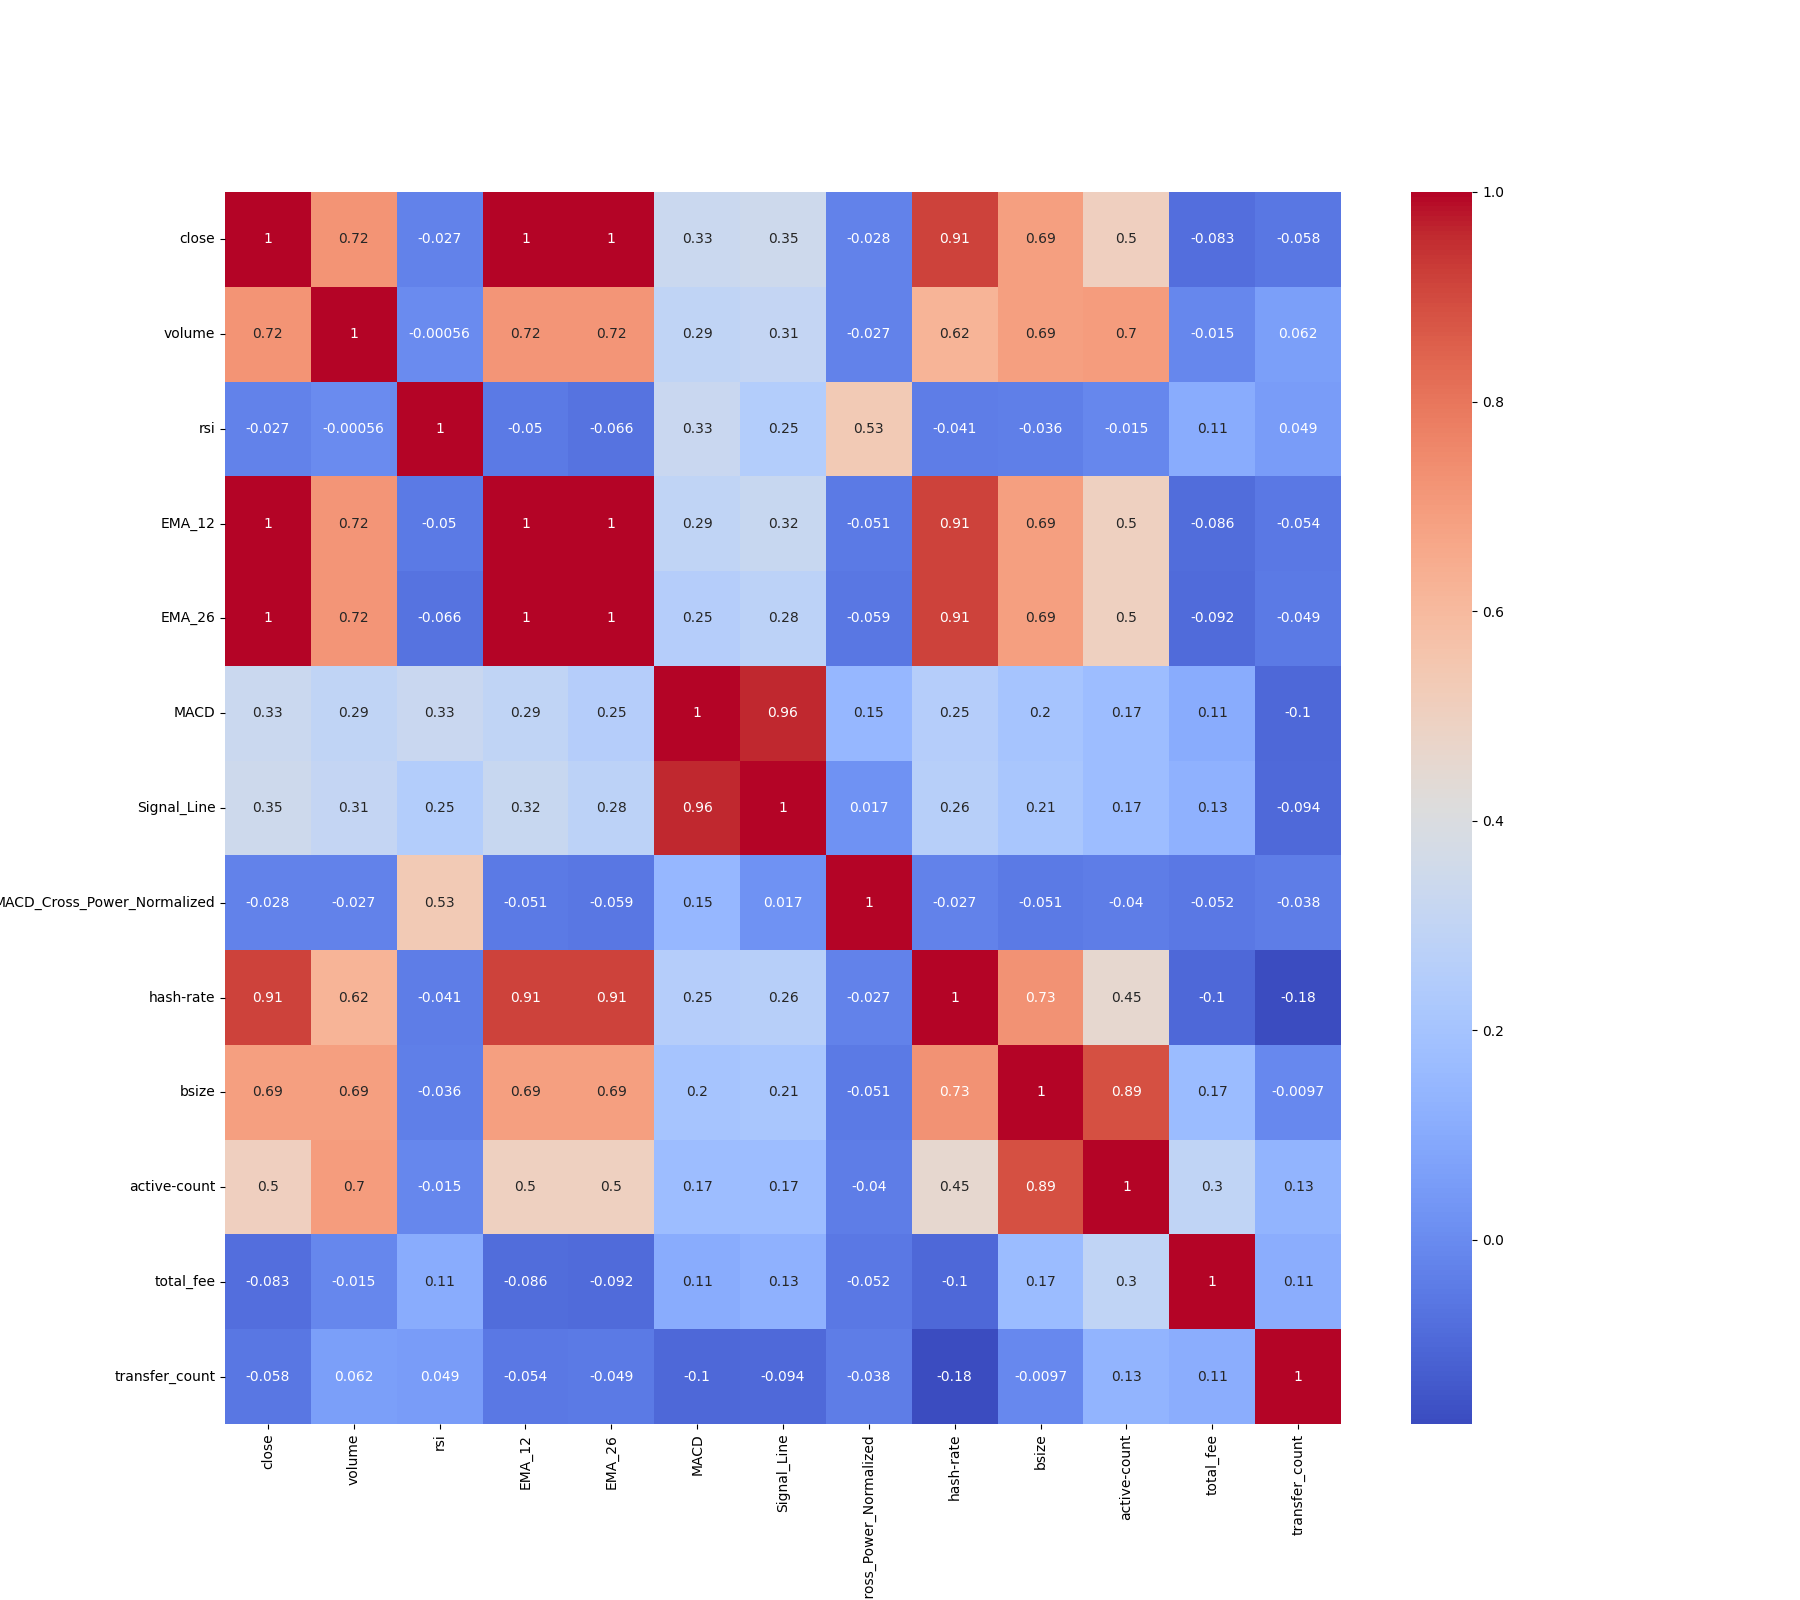 close 1 0.72 -0.027 1 1 0.33 0.35 -0.028 0.91 0.69 0.5 -0.083 -0.058
volume 0.72 1 -0.00056 0.72 0.72 0.29 0.31 -0.027 0.62 0.69 0.7 -0.015 0.062
rsi -0.027 -0.00056 1 -0.05 -0.066 0.33 0.25 0.53 -0.041 -0.036 -0.015 0.11 0.049
EMA_12 1 0.72 -0.05 1 1 0.29 0.32 -0.051 0.91 0.69 0.5 -0.086 -0.054
EMA_26 1 0.72 -0.066 1 1 0.25 0.28 -0.059 0.91 0.69 0.5 -0.092 -0.049
MACD 0.33 0.29 0.33 0.29 0.25 1 0.96 0.15 0.25 0.2 0.17 0.11 -0.1
Signal_Line 0.35 0.31 0.25 0.32 0.28 0.96 1 0.017 0.26 0.21 0.17 0.13 -0.094
MACD_Cross_Power_Normalized -0.028 -0.027 0.53 -0.051 -0.059 0.15 0.017 1 -0.027 -0.051 -0.04 -0.052 -0.038
hash-rate 0.91 0.62 -0.041 0.91 0.91 0.25 0.26 -0.027 1 0.73 0.45 -0.1 -0.18
bsize 0.69 0.69 -0.036 0.69 0.69 0.2 0.21 -0.051 0.73 1 0.89 0.17 -0.0097
active-count 0.5 0.7 -0.015 0.5 0.5 0.17 0.17 -0.04 0.45 0.89 1 0.3 0.13
total_fee -0.083 -0.015 0.11 -0.086 -0.092 0.11 0.13 -0.052 -0.1 0.17 0.3 1 0.11
transfer_count -0.058 0.062 0.049 -0.054 -0.049 -0.1 -0.094 -0.038 -0.18 -0.0097 0.13 0.11 1
close
volume
rsi
EMA_12
EMA_26
MACD
Signal_Line
ross_Power_Normalized
hash-rate
bsize
active-count
total_fee
transfer_count
1.0
0.8
0.6
0.4
0.2
0.0